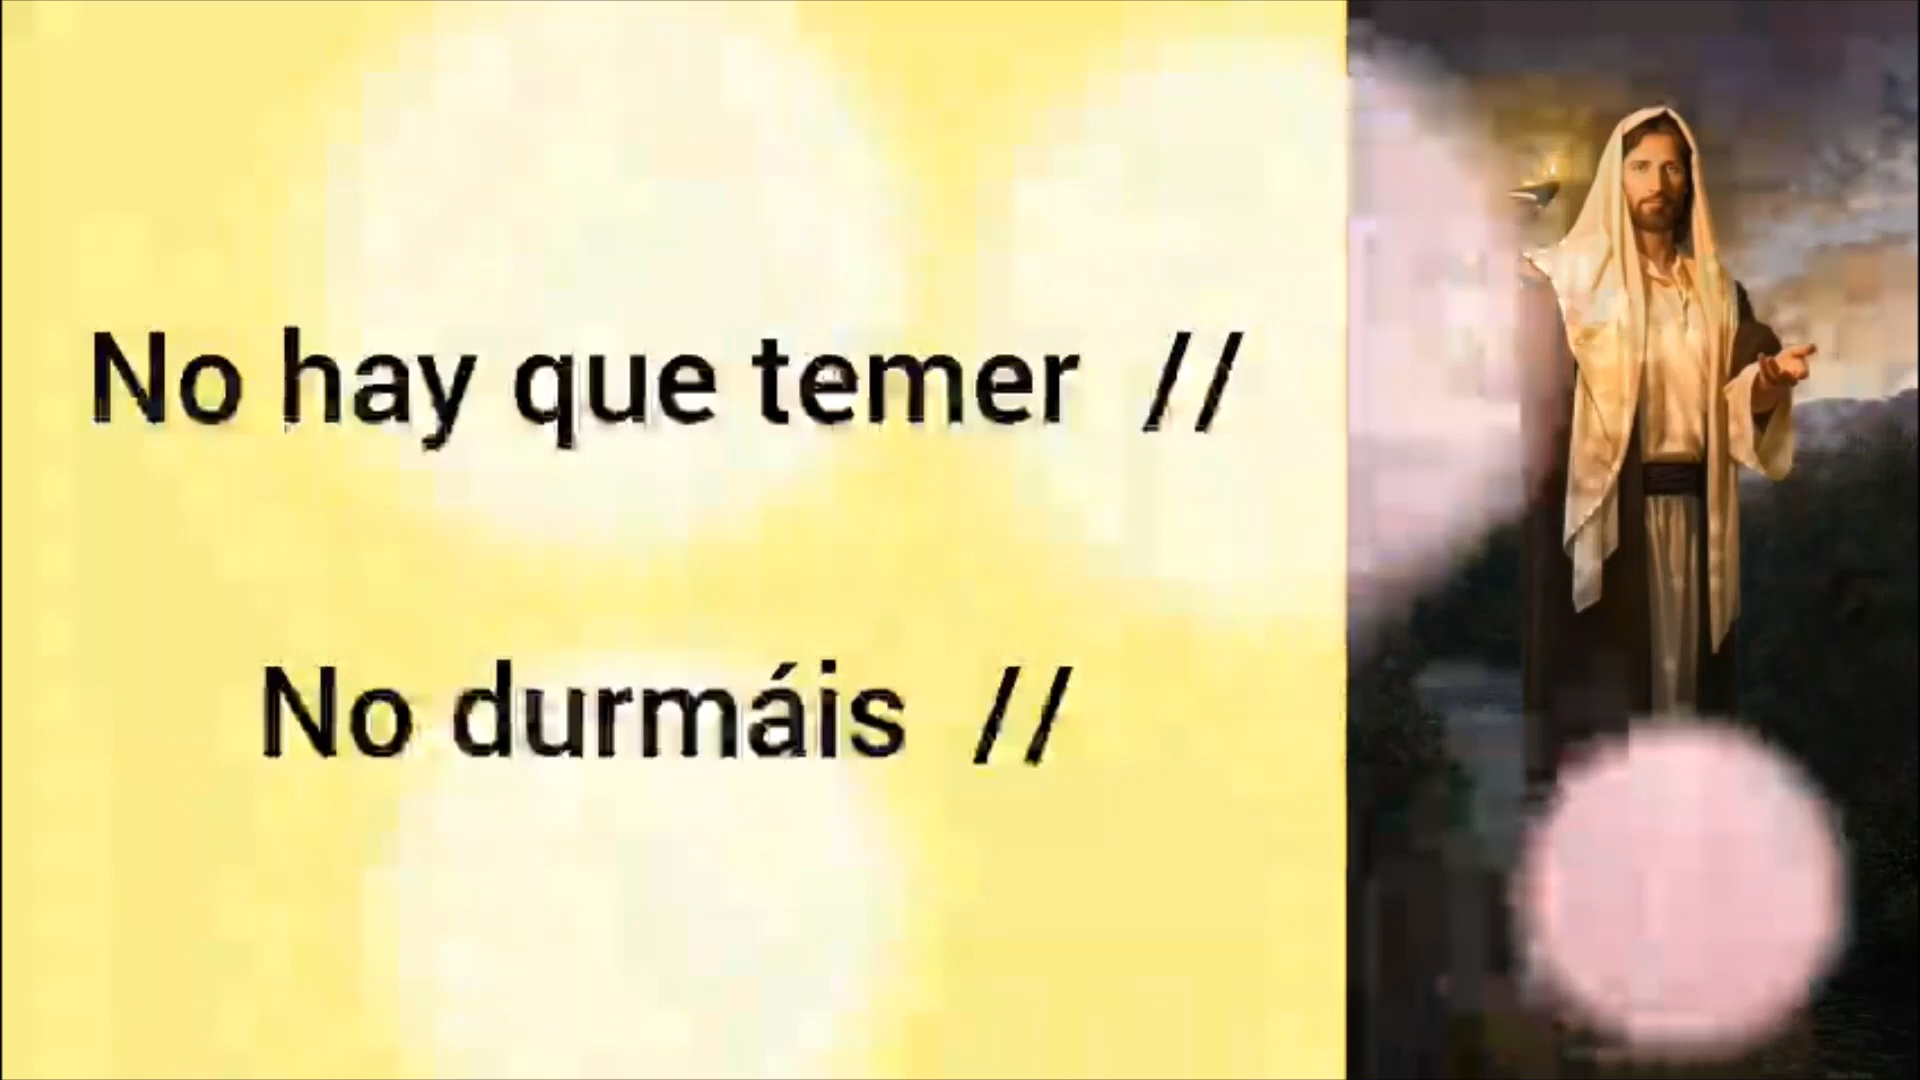 No hay que temer //
No durmáis //